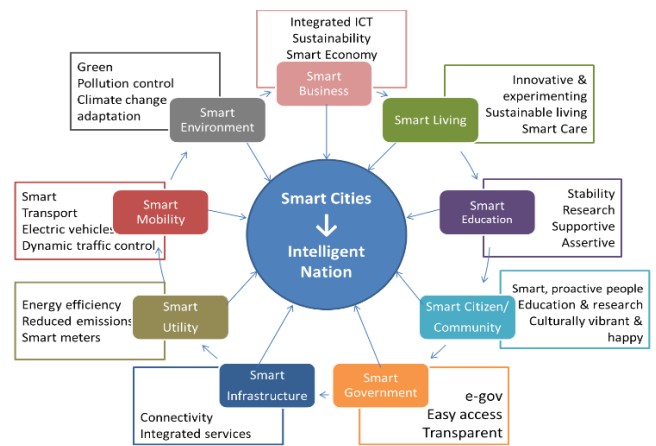 Integrated ICT
Sustainability
Smart Economy
Smart
Business
Green
Pollution control
Climate change
adaptation
Smart
Environment
Innovative &
experimenting
Sustainable living
Smart Care
Smart Living
Smart
Transport
Electric vehicles
Dynamic traffic control
Smart
Mobility
Smart Cities
Intelligent
Nation
Smart
Education
Stability
Research
Supportive
Assertive
Energy efficiency
Reduced emissions
Smart meters
Smart
Utility
Smart Citizen/
Community
Smart, proactive people
Education & research
Culturally vibrant &
happy
Smart
Infrastructure
Connectivity
Integrated services
Smart
Government
e-gov
Easy access
Transparent